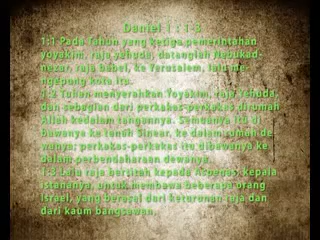 Daniel 1 : 1-3
1:1 Pada tahun yang ketiga pemerintahan
Yoyakim, raja Yehuda, datanglah Nebukad-
nezar, raja Babel, ke Yerusalem, lalu me-
ngepung kota itu.
1:2 Tuhan menyerahkan Yoyakim, raja Yehuda,
dan sebagian dari perkakas-perkakas di rumah
Allah kedalam tangannya. Semuanya itu di
bawanya ke tanah Sinear, ke dalam rumah de
wanya; perkakas-perkakas itu dibawanya ke
dalam perbendaharaan dewanya.
1:3 Lalu raja bertitah kepada Aspenas, kepala
istananya, untuk membawa beberapa orang
Israel, yang berasal dari keturunan raja dan
dari kaum bangsawan,